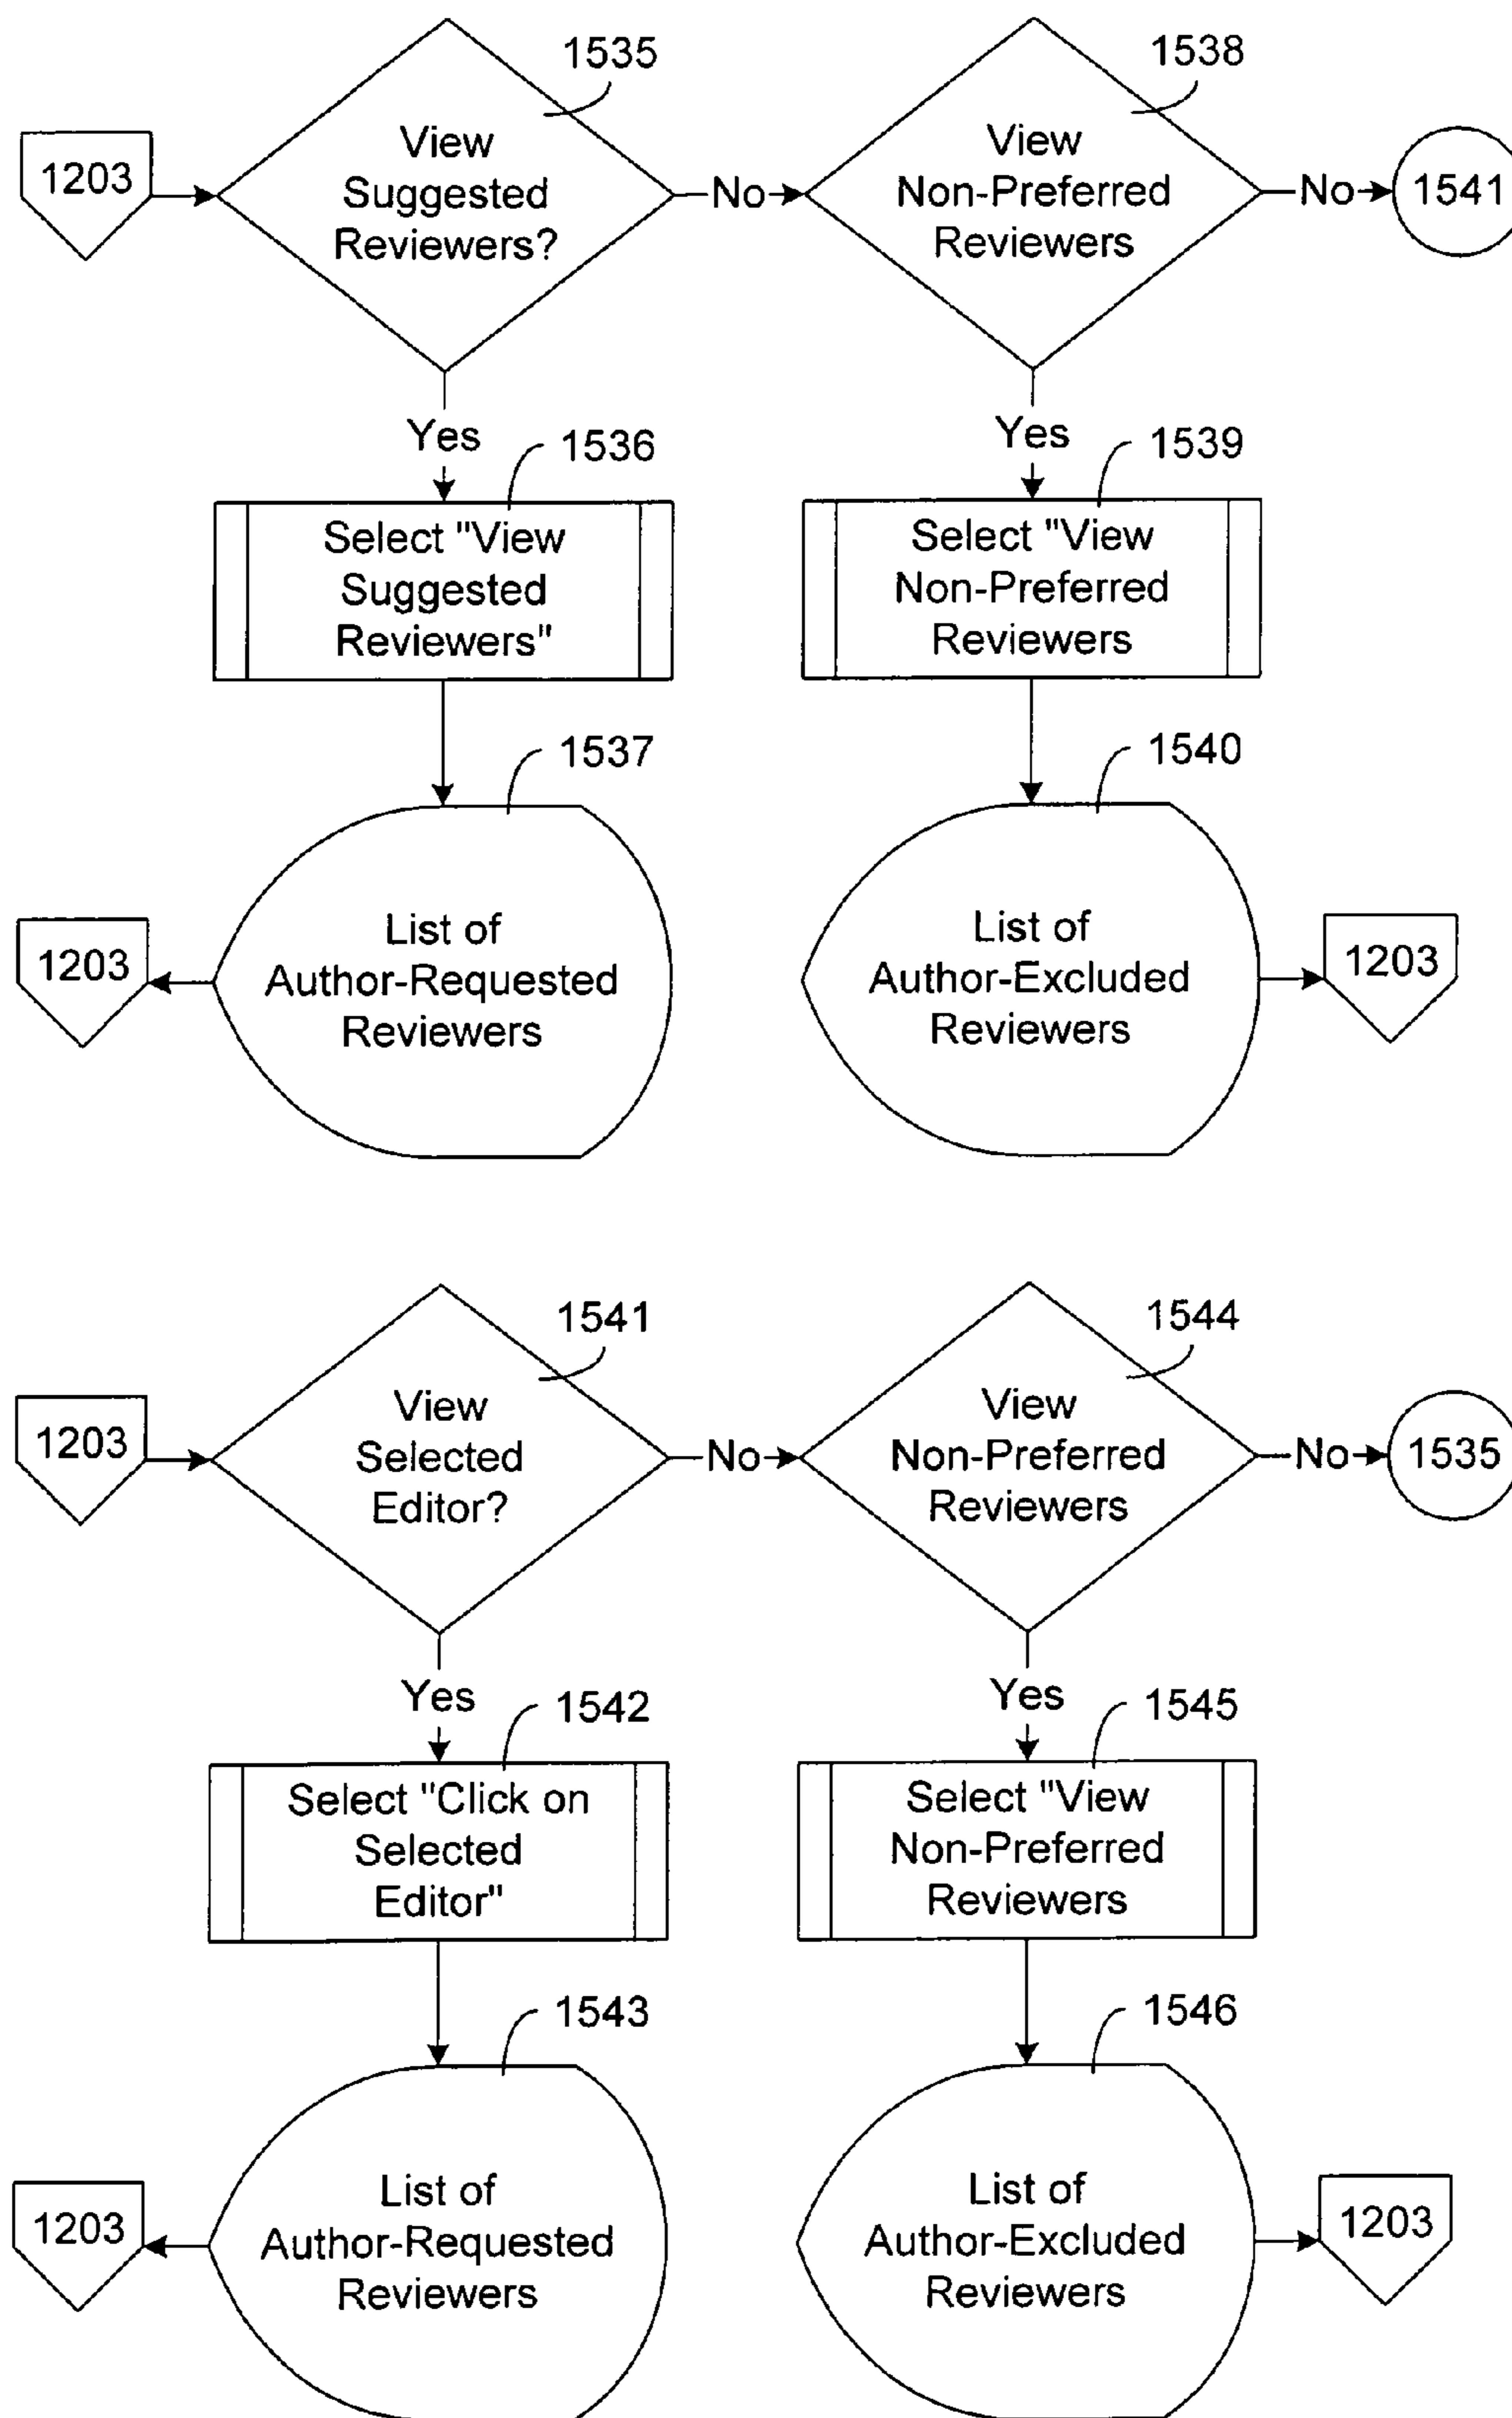 1535
1538
1203
View
Suggested
Reviewers?
No
View
Non-Preferred
Reviewers
No
1541
Yes
1536
Yes
1539
Select "View
Suggested
Reviewers"
Select "View
Non-Preferred
Reviewers
1537
1540
1203
List of
Author-Requested
Reviewers
List of
Author-Excluded
Reviewers
1203
1541
1544
1203
View
Selected
Editor?
No
View
Non-Preferred
Reviewers
No
1535
Yes
1542
Yes
1545
Select "Click on
Selected
Editor"
Select "View
Non-Preferred
Reviewers
1543
1546
1203
List of
Author-Requested
Reviewers
List of
Author-Excluded
Reviewers
1203